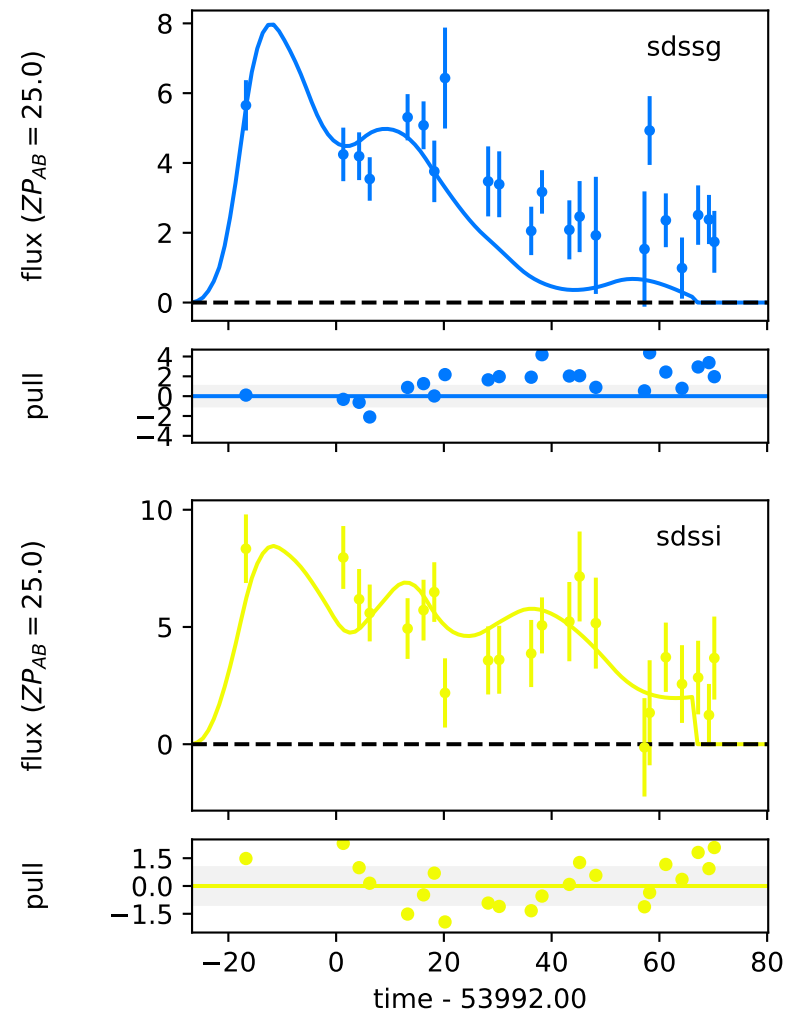 8
6
4
2
0
flux (ZP_AB = 25.0)
sdssg
4
2
0
−2
−4
pull
10
5
0
flux (ZP_AB = 25.0)
sdssi
1.5
0.0
−1.5
pull
−20 0 20 40 60 80
time - 53992.00